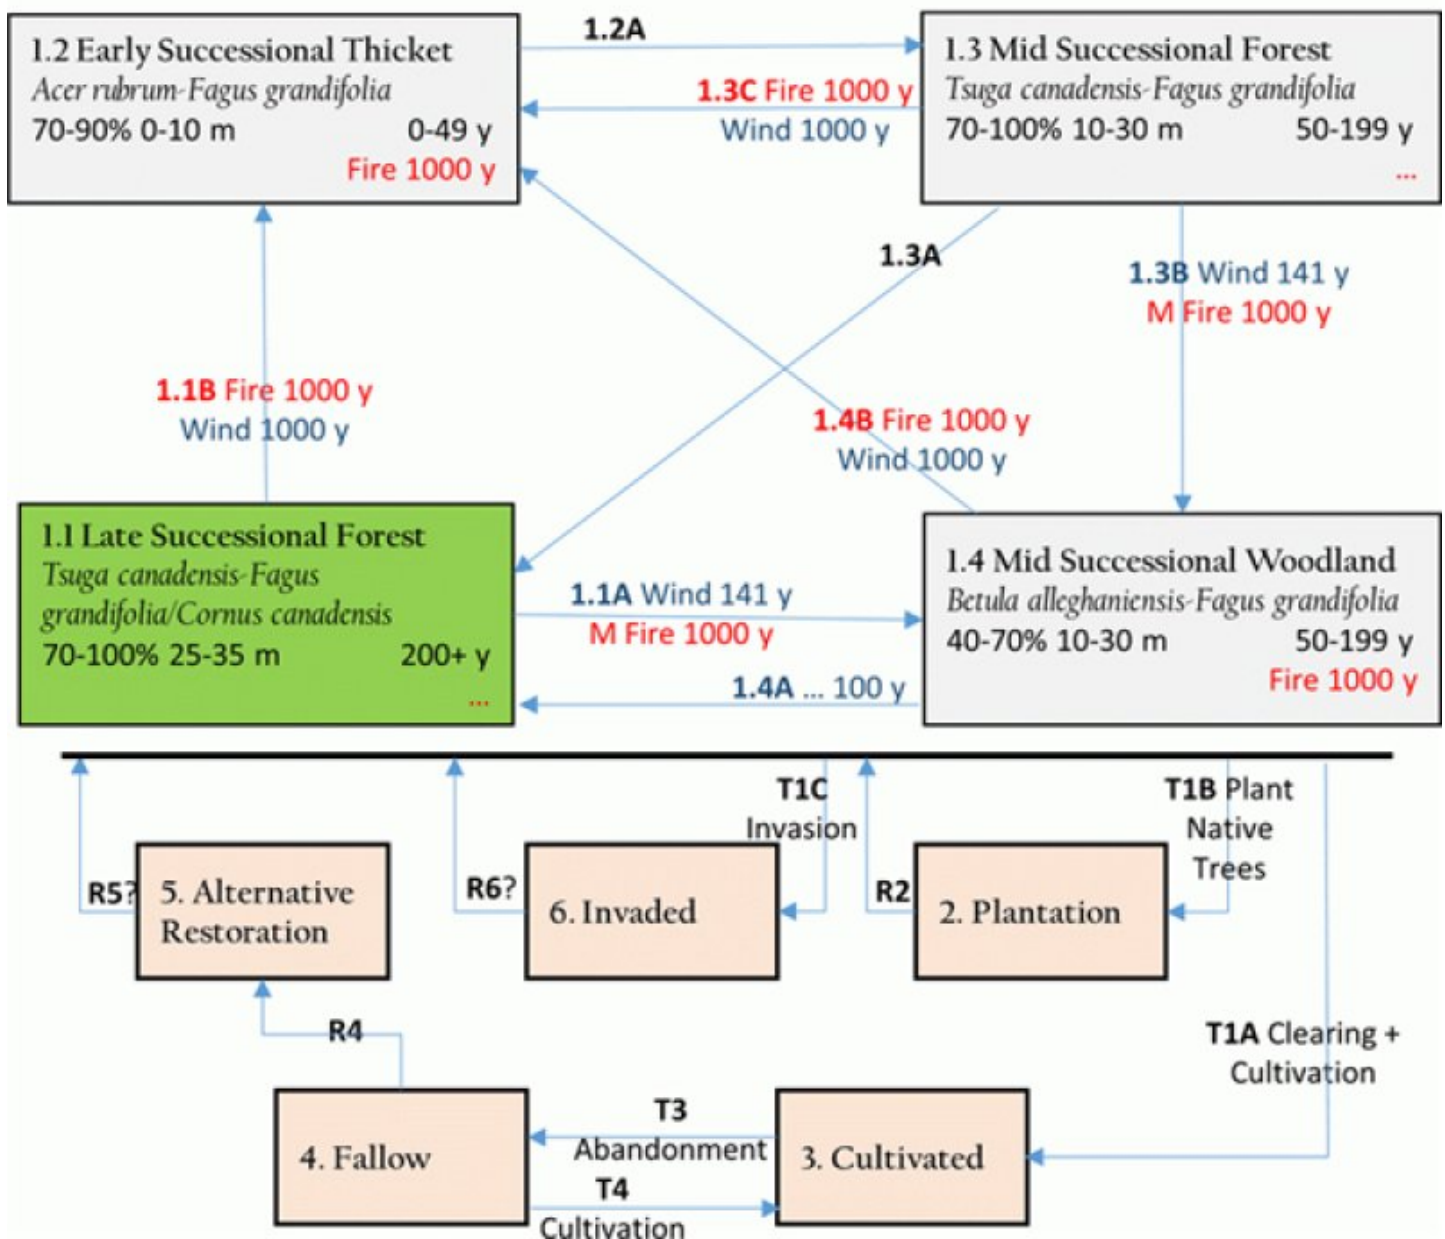 1.2 Early Successional Thicket
Acer rubrum-Fagus grandifolia
70-90% 0-10 m 0-49 y
Fire 1000 y
1.2A
1.3C Fire 1000 y
Wind 1000 y
1.3 Mid Successional Forest
Tsuga canadensis-Fagus grandifolia
70-100% 10-30 m 50-199 y
...
1.3A
1.3B Wind 141 y
M Fire 1000 y
1.1B Fire 1000 y
Wind 1000 y
1.4B Fire 1000 y
Wind 1000 y
1.1 Late Successional Forest
Tsuga canadensis-Fagus
grandifolia/Cornus canadensis
70-100% 25-35 m 200+ y
...
1.1A Wind 141 y
M Fire 1000 y
1.4A ... 100 y
1.4 Mid Successional Woodland
Betula alleghaniensis-Fagus grandifolia
40-70% 10-30 m 50-199 y
Fire 1000 y
T1C
Invasion
T1B Plant
Native
Trees
R5?
5. Alternative
Restoration
R6?
6. Invaded
R2
2. Plantation
R4
T1A Clearing +
Cultivation
4. Fallow
T3
Abandonment
T4
Cultivation
3. Cultivated